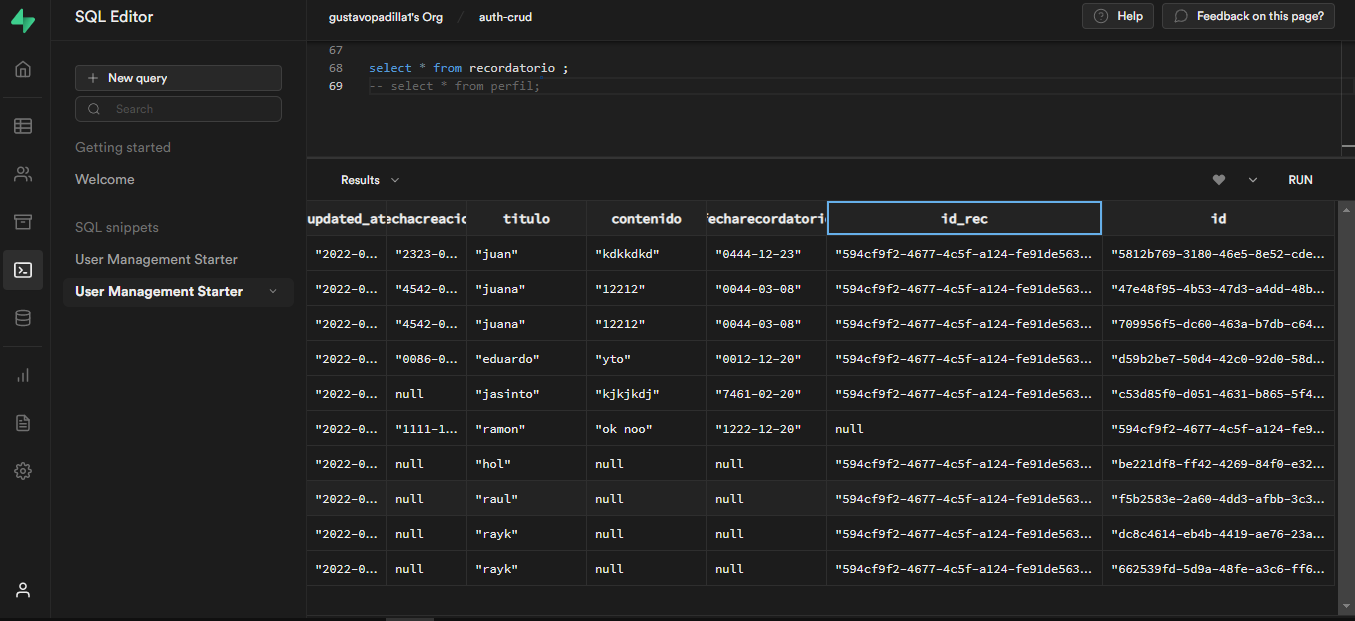 SQL Editor
gustavopadilla1's Org / auth-crud
Help
Feedback on this page?
New query
Search
Getting started
Welcome
SQL snippets
User Management Starter
User Management Starter
67
68 select * from recordatorio ;
69 -- select * from perfil;
Results
RUN
updated_at echacreacio titulo contenido fecharecordatorio id_rec id
"2022-0... "2323-0... "juan" "kdkkdkd" "0444-12-23" "594cf9f2-4677-4c5f-a124-fe91de563... "5812b769-3180-46e5-8e52-cde...
"2022-0... "4542-0... "juana" "12212" "0044-03-08" "594cf9f2-4677-4c5f-a124-fe91de563... "47e48f95-4b53-47d3-a4dd-48b...
"2022-0... "4542-0... "juana" "12212" "0044-03-08" "594cf9f2-4677-4c5f-a124-fe91de563... "709956f5-dc60-463a-b7db-c64...
"2022-0... "0086-0... "eduardo" "yto" "0012-12-20" "594cf9f2-4677-4c5f-a124-fe91de563... "d59b2be7-50d4-42c0-92d0-58d...
"2022-0... null "jasinto" "kjkjkdj" "7461-02-20" "594cf9f2-4677-4c5f-a124-fe91de563... "c53d85f0-d051-4631-b865-5f4...
"2022-0... "1111-1... "ramon" "ok noo" "1222-12-20" null "594cf9f2-4677-4c5f-a124-fe9...
"2022-0... null "hol" null null "594cf9f2-4677-4c5f-a124-fe91de563... "be221df8-ff42-4269-84f0-e32...
"2022-0... null "raul" null null "594cf9f2-4677-4c5f-a124-fe91de563... "f5b2583e-2a60-4dd3-afbb-3c3...
"2022-0... null "rayk" null null "594cf9f2-4677-4c5f-a124-fe91de563... "dc8c4614-eb4b-4419-ae76-23a...
"2022-0... null "rayk" null null "594cf9f2-4677-4c5f-a124-fe91de563... "662539fd-5d9a-48fe-a3c6-ff6...